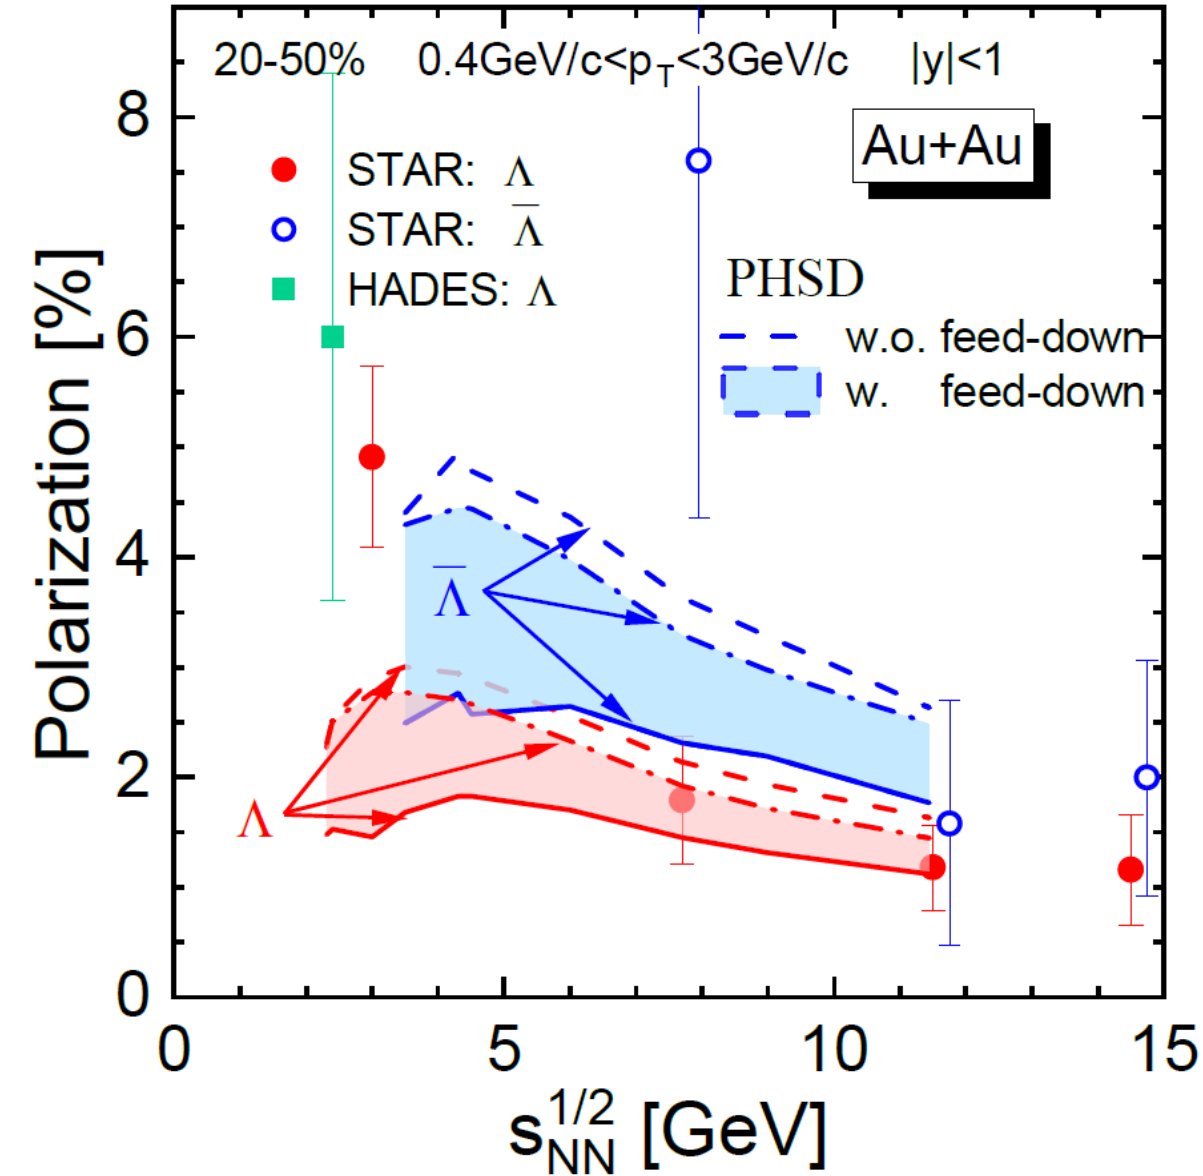 20-50% 0.4GeV/c<p_T<3GeV/c |y|<1
Au+Au
STAR: Λ
STAR: Λ̅
HADES: Λ
PHSD
w.o. feed-down
w. feed-down
Λ̅
Λ
Polarization [%]
8
6
4
2
0
0 5 10 15
s_NN^1/2 [GeV]